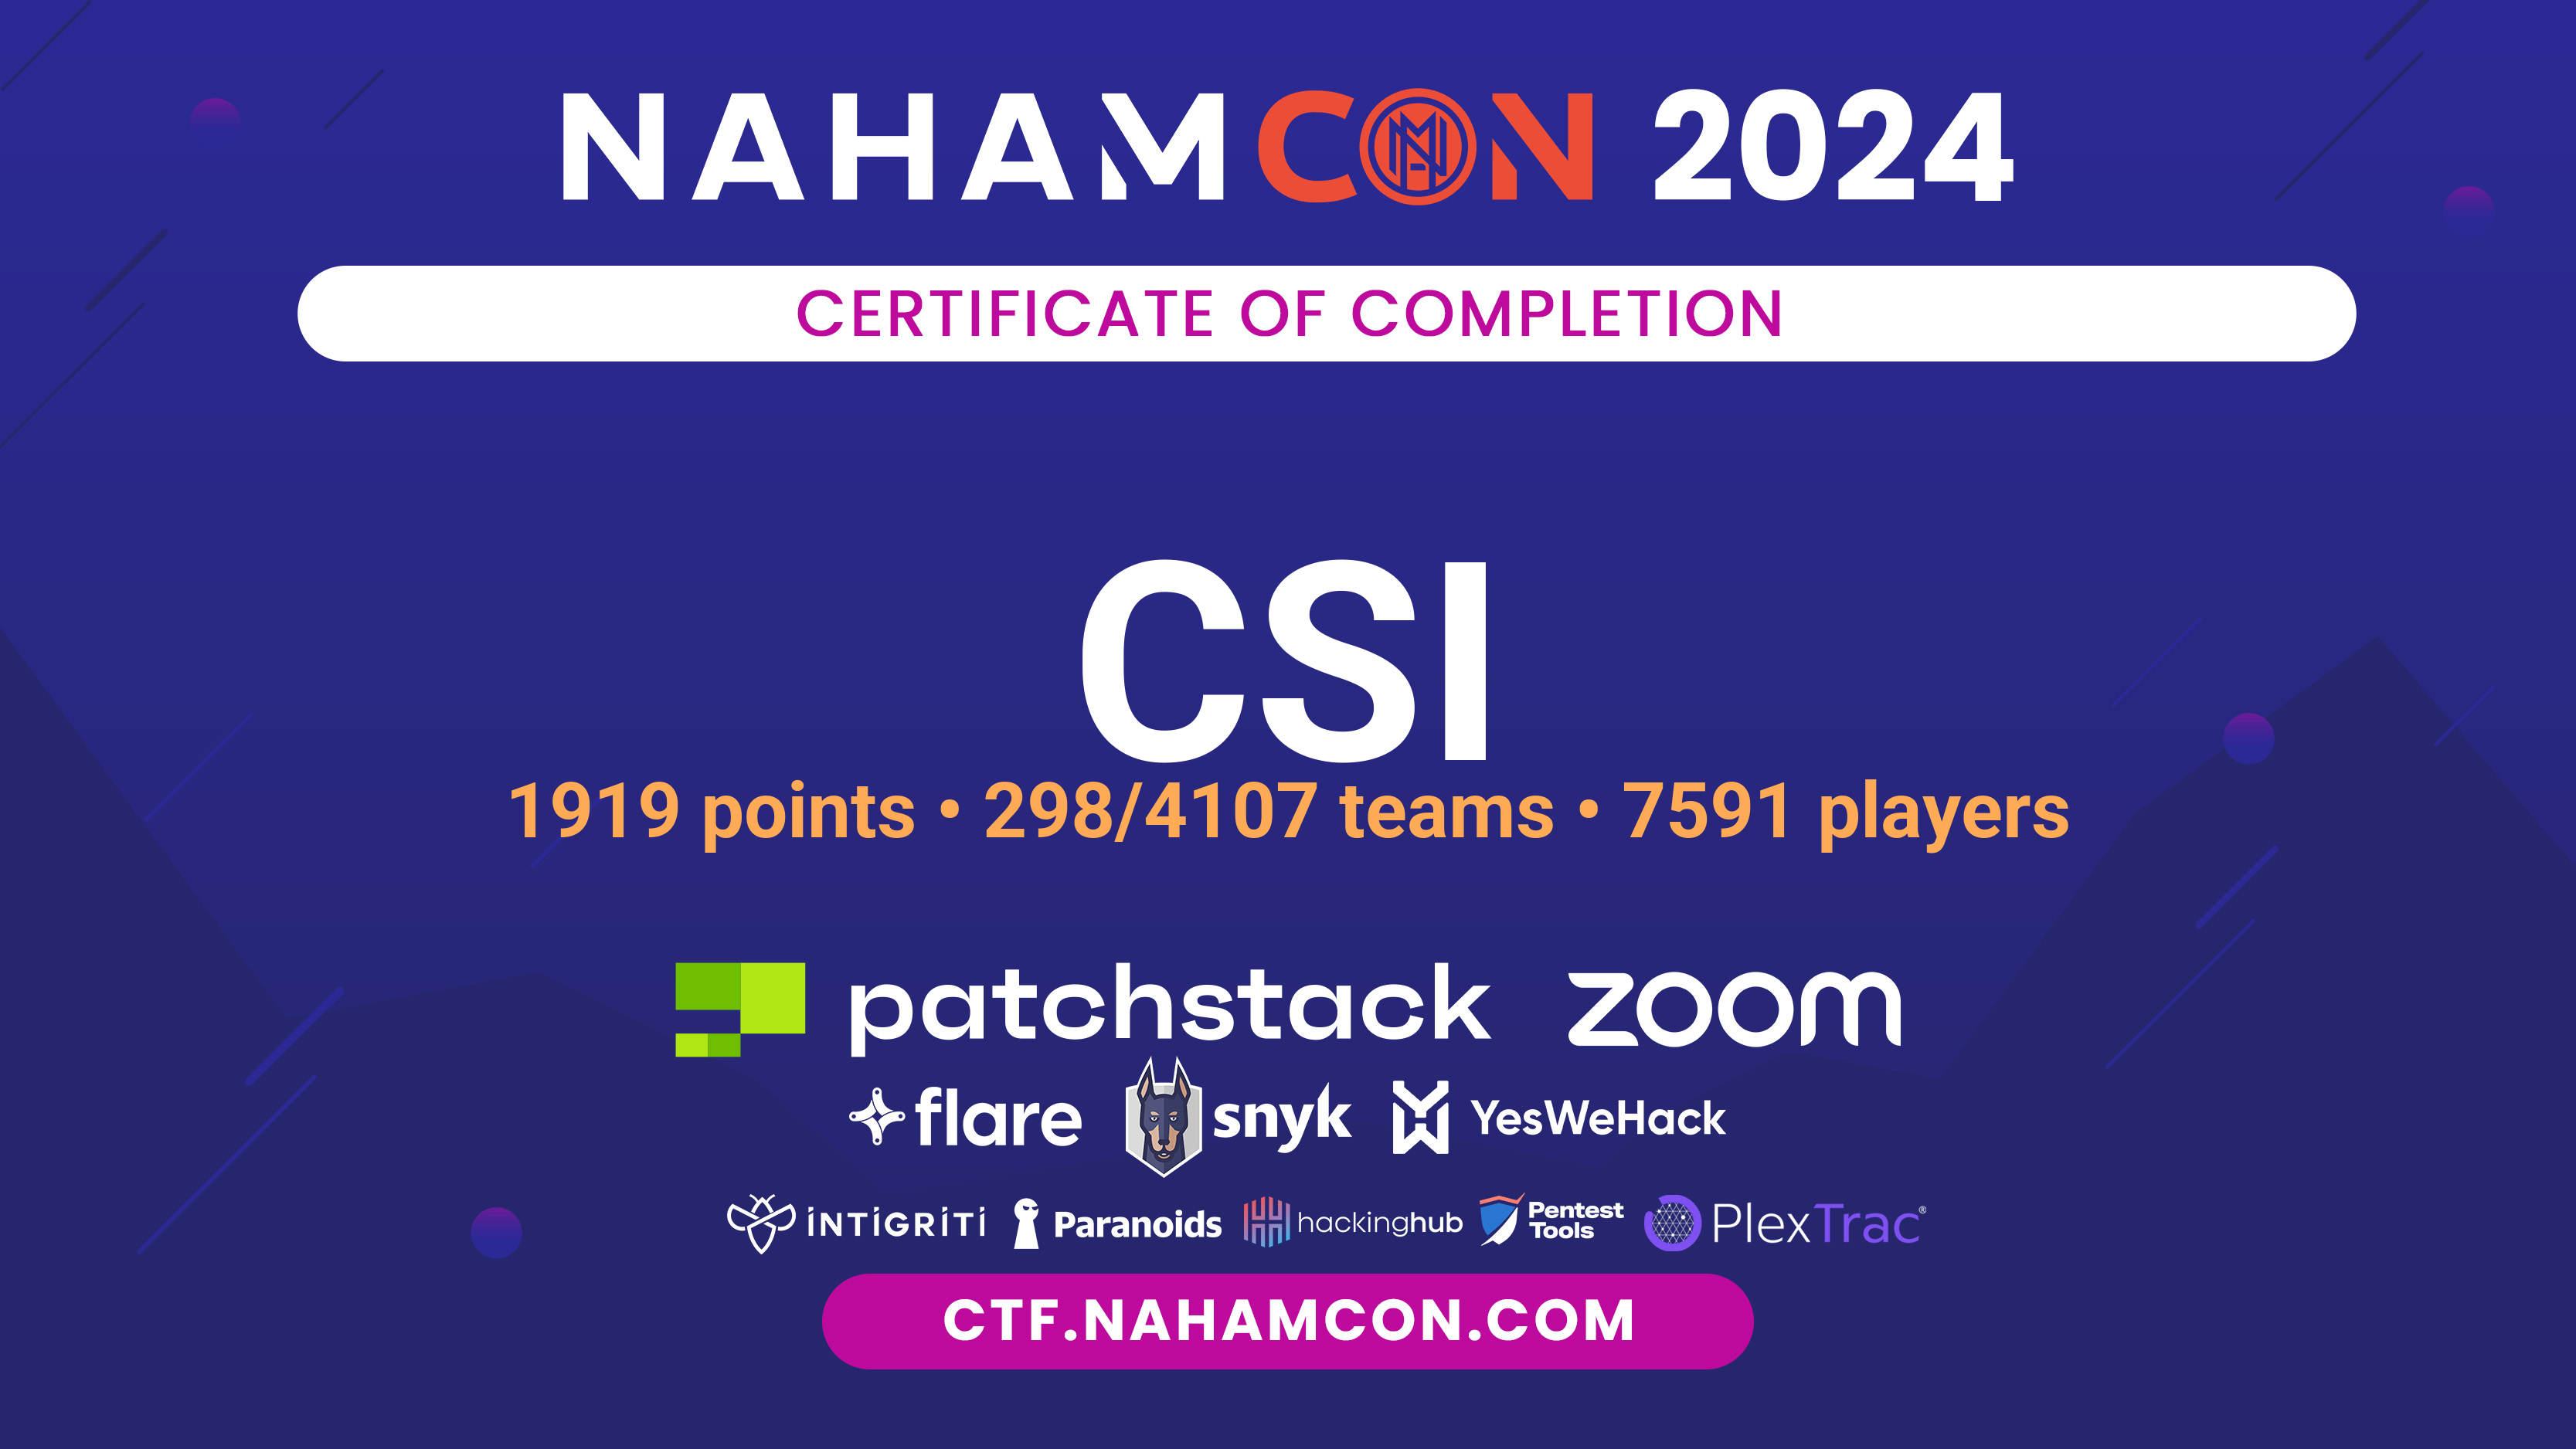 NAHAMCON 2024
CERTIFICATE OF COMPLETION
CSI
1919 points • 298/4107 teams • 7591 players
patchstack zoom
flare snyk YesWeHack
INTIGRITI Paranoids hackinghub Pentest Tools PlexTrac®
CTF.NAHAMCON.COM